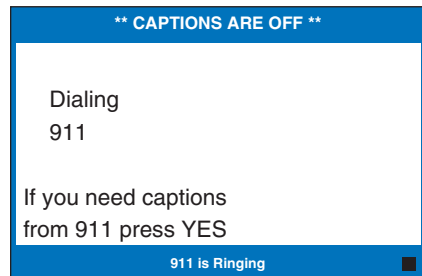 ** CAPTIONS ARE OFF **
Dialing
911
If you need captions
from 911 press YES
911 is Ringing